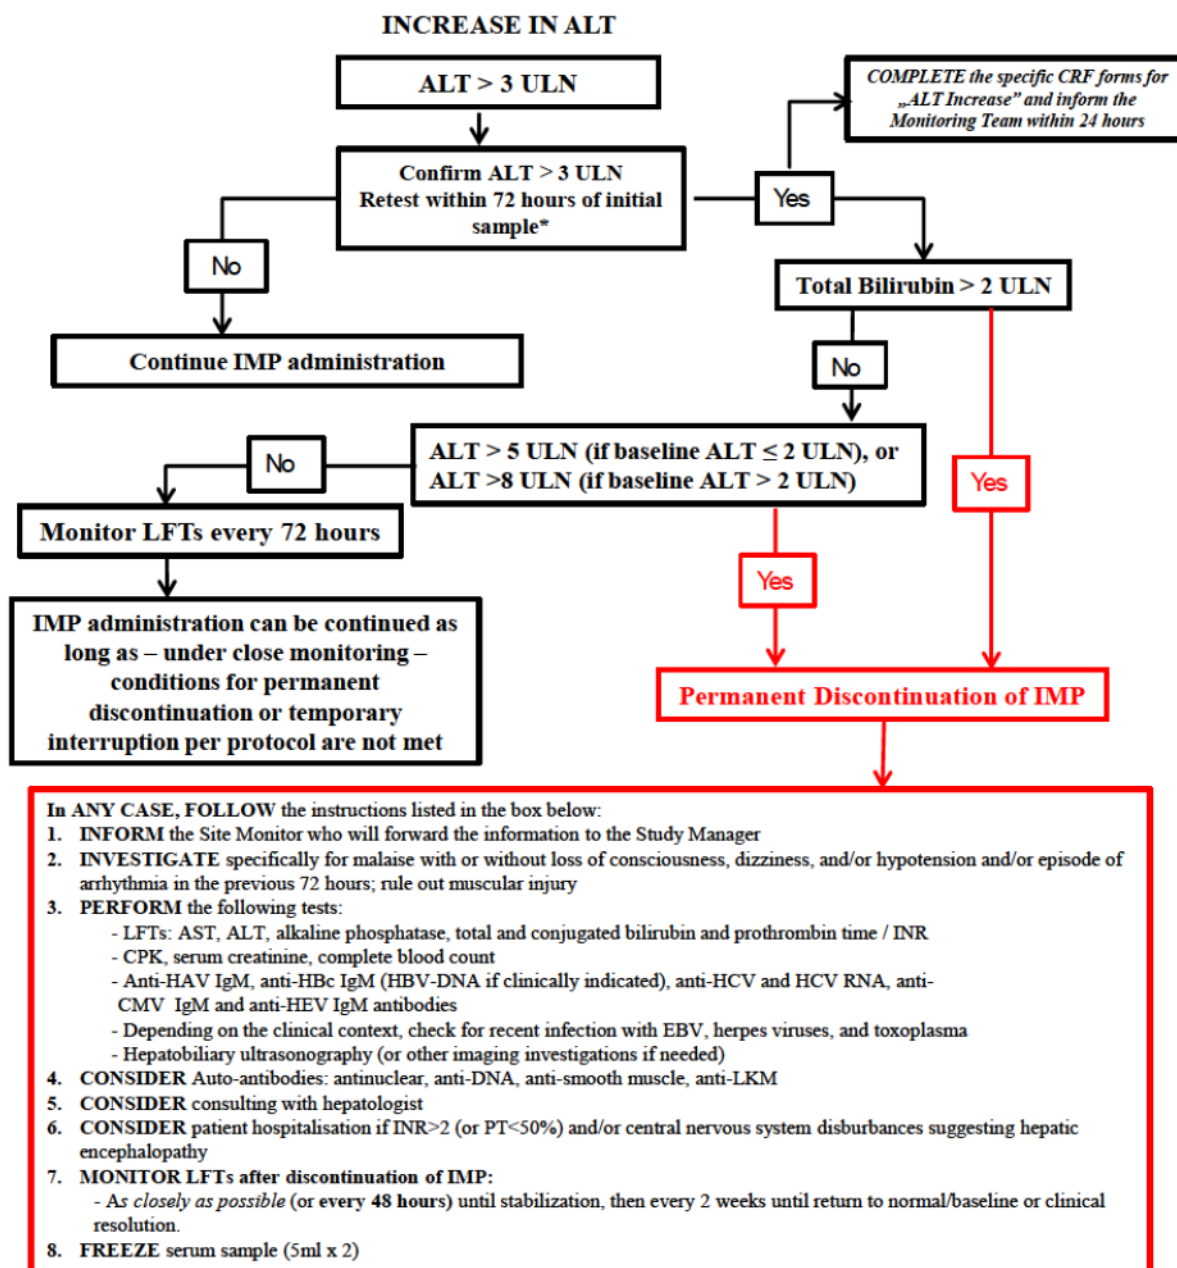 INCREASE IN ALT
ALT > 3 ULN
COMPLETE the specific CRF forms for
„ALT Increase” and inform the
Monitoring Team within 24 hours
Confirm ALT > 3 ULN
Retest within 72 hours of initial
sample*
Yes
No
Total Bilirubin > 2 ULN
Continue IMP administration
No
ALT > 5 ULN (if baseline ALT ≤ 2 ULN), or
ALT >8 ULN (if baseline ALT > 2 ULN)
No
Yes
Monitor LFTs every 72 hours
Yes
IMP administration can be continued as
long as – under close monitoring –
conditions for permanent
discontinuation or temporary
interruption per protocol are not met
Permanent Discontinuation of IMP
In ANY CASE, FOLLOW the instructions listed in the box below:
1. INFORM the Site Monitor who will forward the information to the Study Manager
2. INVESTIGATE specifically for malaise with or without loss of consciousness, dizziness, and/or hypotension and/or episode of
arrhythmia in the previous 72 hours; rule out muscular injury
3. PERFORM the following tests:
- LFTs: AST, ALT, alkaline phosphatase, total and conjugated bilirubin and prothrombin time / INR
- CPK, serum creatinine, complete blood count
- Anti-HAV IgM, anti-HBc IgM (HBV-DNA if clinically indicated), anti-HCV and HCV RNA, anti-
CMV IgM and anti-HEV IgM antibodies
- Depending on the clinical context, check for recent infection with EBV, herpes viruses, and toxoplasma
- Hepatobiliary ultrasonography (or other imaging investigations if needed)
4. CONSIDER Auto-antibodies: antinuclear, anti-DNA, anti-smooth muscle, anti-LKM
5. CONSIDER consulting with hepatologist
6. CONSIDER patient hospitalisation if INR>2 (or PT<50%) and/or central nervous system disburbances suggesting hepatic
encephalopathy
7. MONITOR LFTs after discontinuation of IMP:
- As closely as possible (or every 48 hours) until stabilization, then every 2 weeks until return to normal/baseline or clinical
resolution.
8. FREEZE serum sample (5ml x 2)